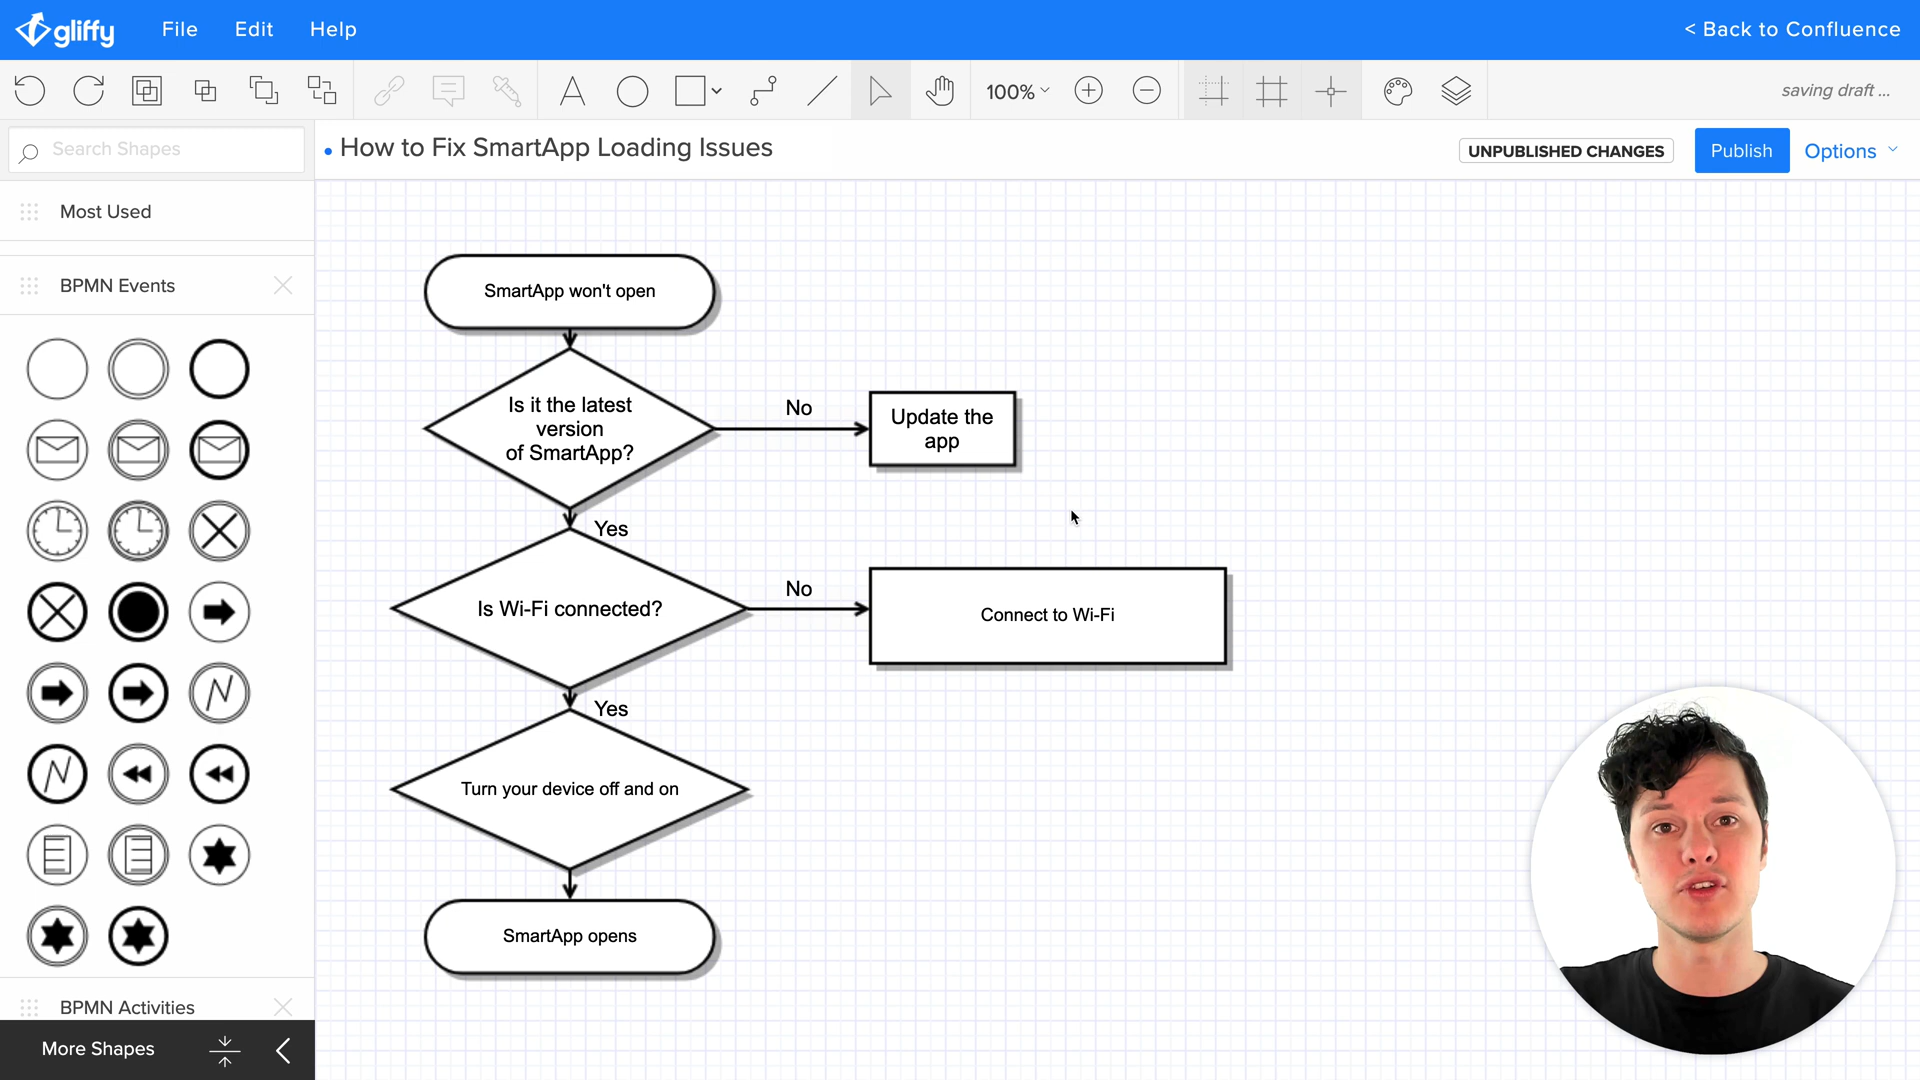 gliffy
File Edit Help
< Back to Confluence
100%
saving draft ...
Search Shapes
How to Fix SmartApp Loading Issues
UNPUBLISHED CHANGES
Publish
Options
Most Used
BPMN Events
BPMN Activities
More Shapes
SmartApp won't open
Is it the latest
version
of SmartApp?
No
Update the
app
Yes
Is Wi-Fi connected?
No
Connect to Wi-Fi
Yes
Turn your device off and on
SmartApp opens